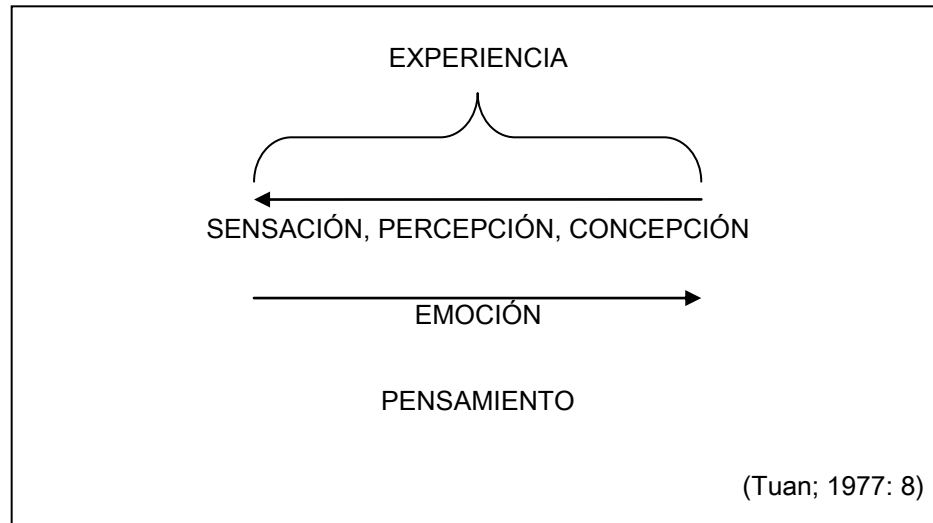 EXPERIENCIA
SENSACIÓN, PERCEPCIÓN, CONCEPCIÓN
EMOCIÓN
PENSAMIENTO
(Tuan; 1977: 8)